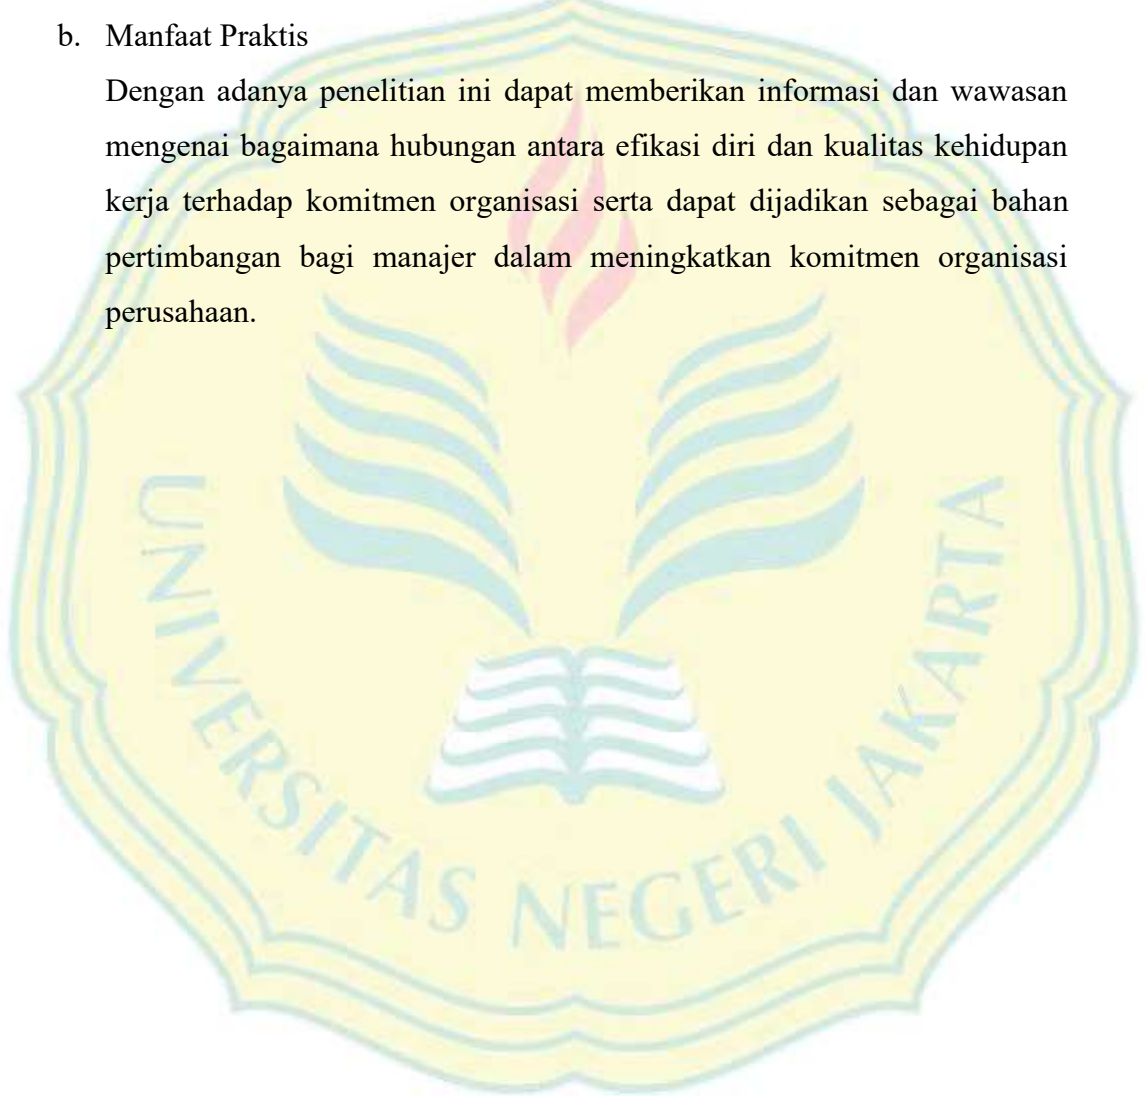 b. Manfaat Praktis
Dengan adanya penelitian ini dapat memberikan informasi dan wawasan
mengenai bagaimana hubungan antara efikasi diri dan kualitas kehidupan
kerja terhadap komitmen organisasi serta dapat dijadikan sebagai bahan
pertimbangan bagi manajer dalam meningkatkan komitmen organisasi
perusahaan.
UNIVERSITAS NEGERI JAKARTA